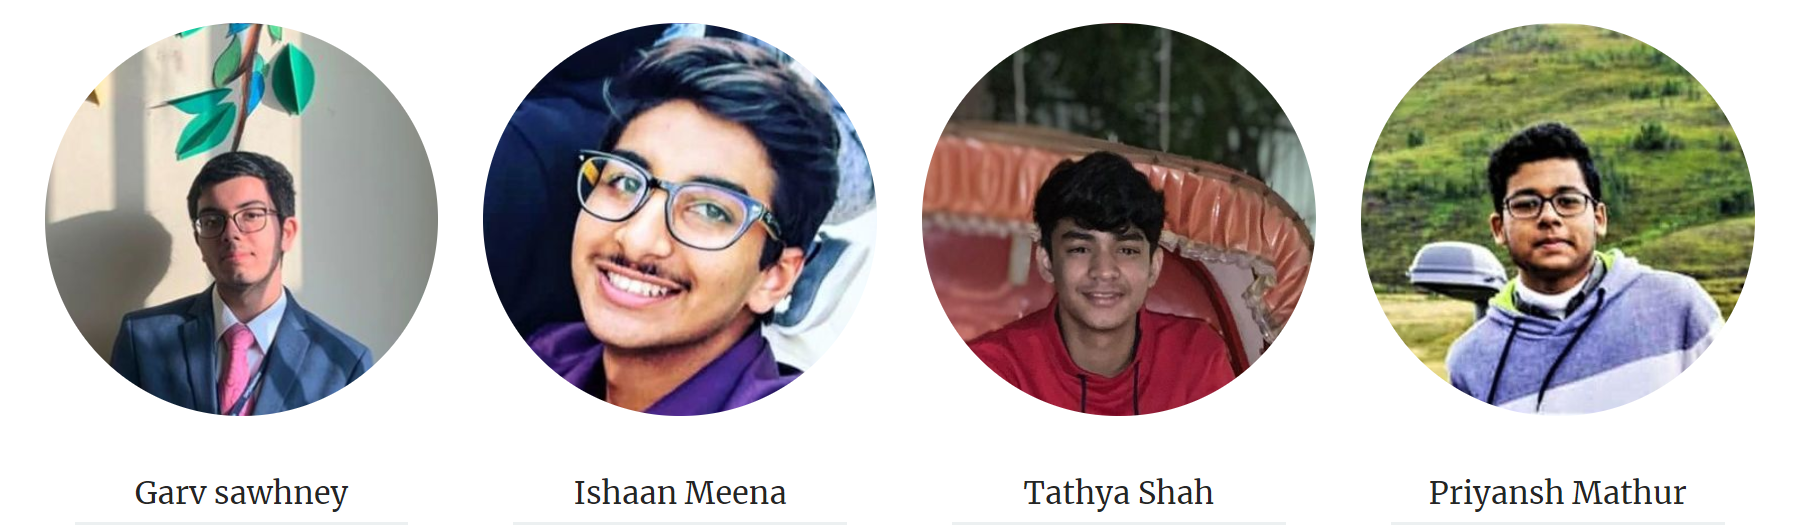 Garv sawhney
Ishaan Meena
Tathya Shah
Priyansh Mathur